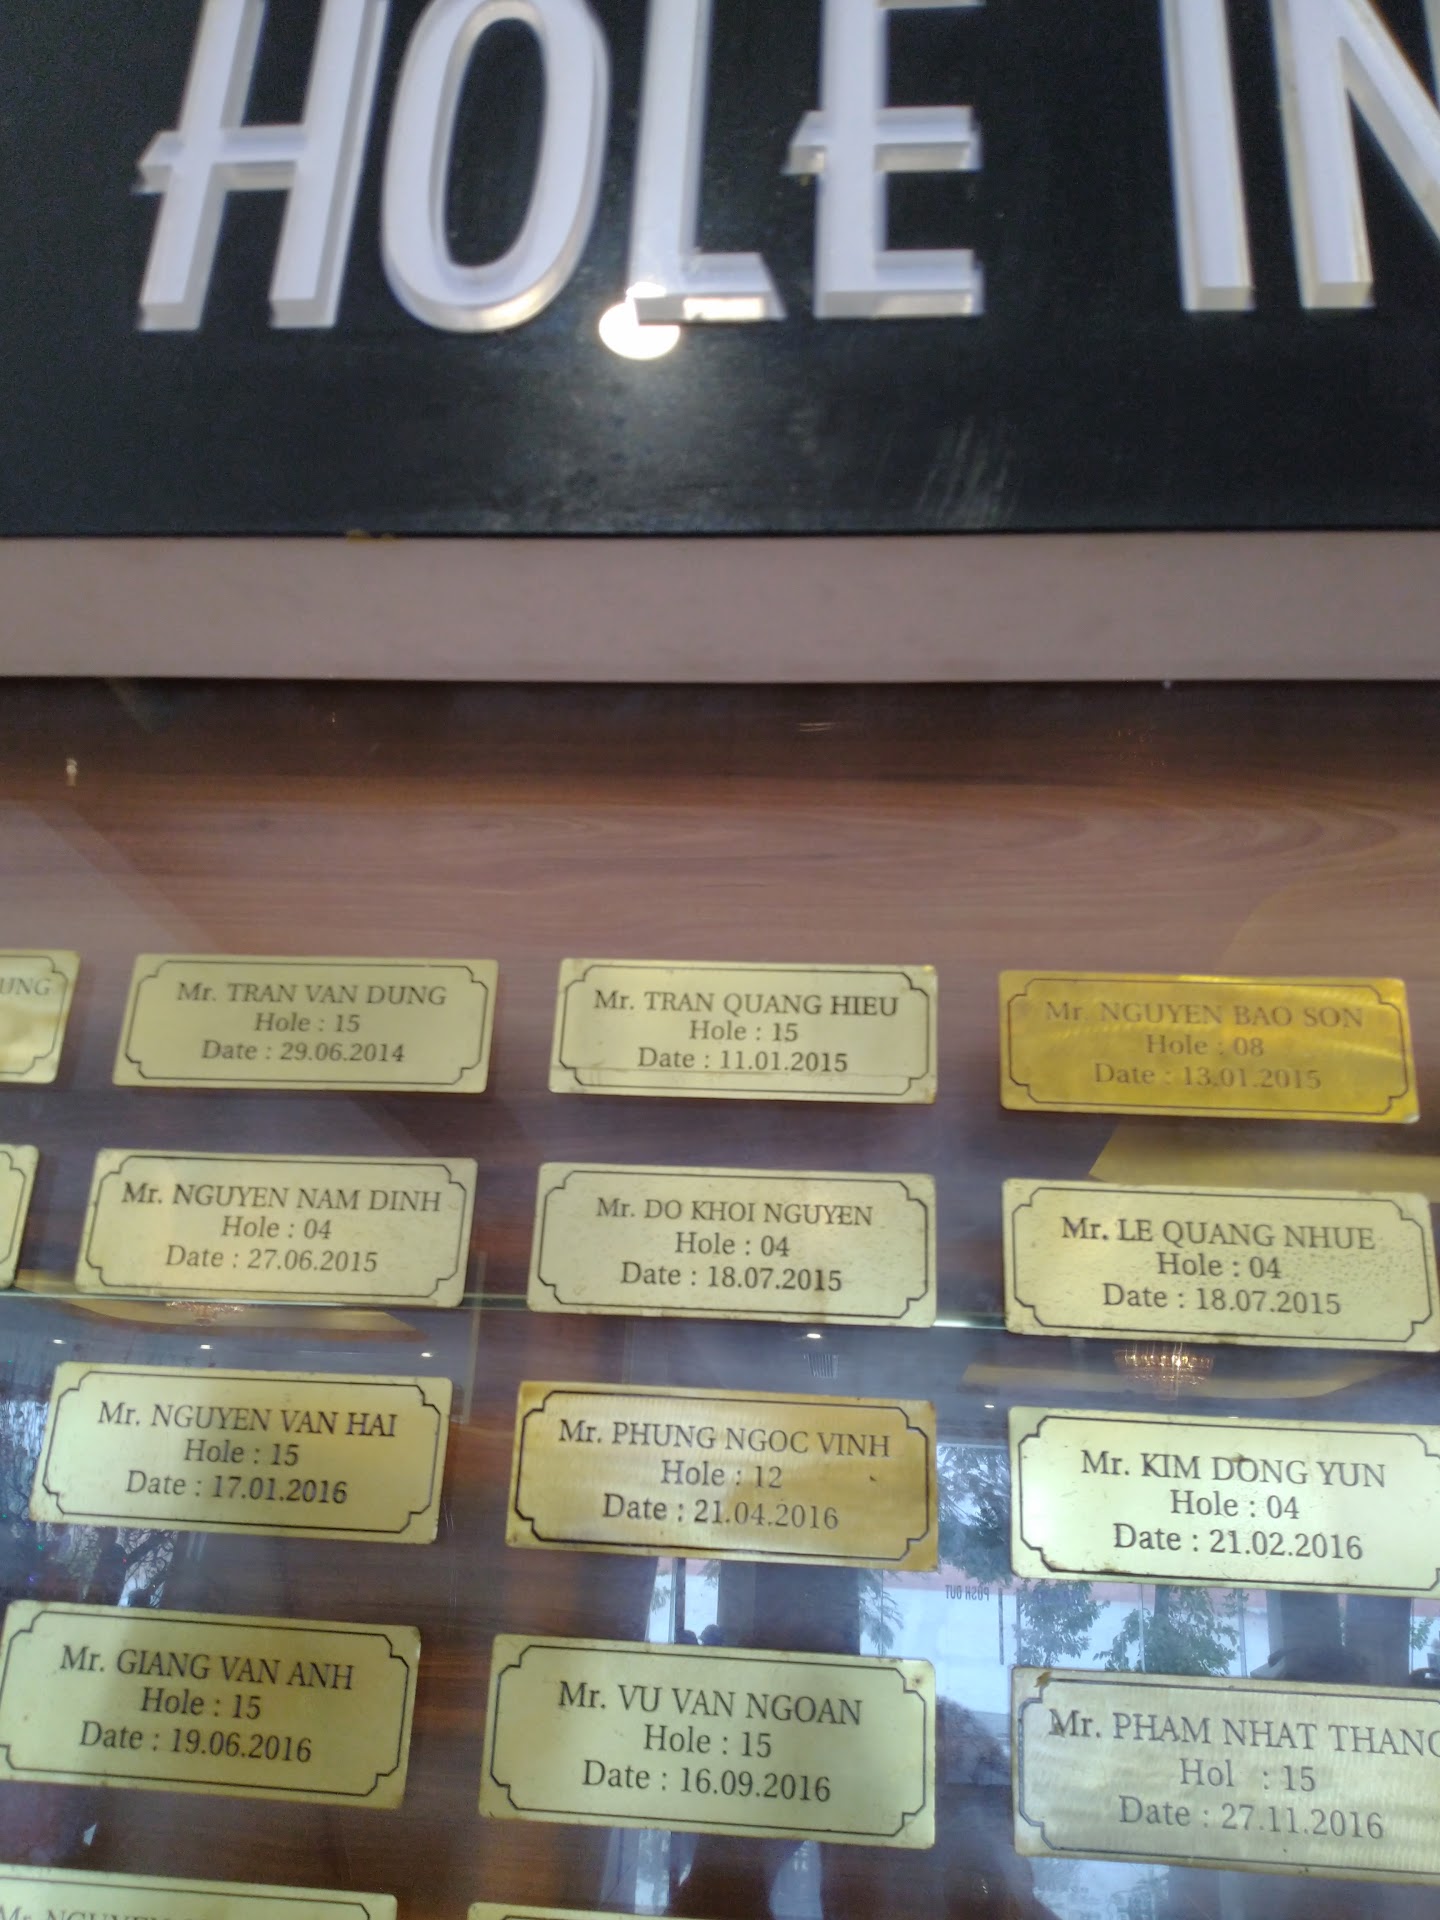 HOLE IN
UNG
Mr. TRAN VAN DUNG
Hole : 15
Date : 29.06.2014
Mr. TRAN QUANG HIEU
Hole : 15
Date : 11.01.2015
Mr. NGUYEN BAO SON
Hole : 08
Date : 13.01.2015
Mr. NGUYEN NAM DINH
Hole : 04
Date : 27.06.2015
Mr. DO KHOI NGUYEN
Hole : 04
Date : 18.07.2015
Mr. LE QUANG NHUE
Hole : 04
Date : 18.07.2015
Mr. NGUYEN VAN HAI
Hole : 15
Date : 17.01.2016
Mr. PHUNG NGOC VINH
Hole : 12
Date : 21.04.2016
Mr. KIM DONG YUN
Hole : 04
Date : 21.02.2016
PUSH OUT
Mr. GIANG VAN ANH
Hole : 15
Date : 19.06.2016
Mr. VU VAN NGOAN
Hole : 15
Date : 16.09.2016
Mr. PHAM NHAT THANG
Hol : 15
Date : 27.11.2016
Mr. NGUYEN